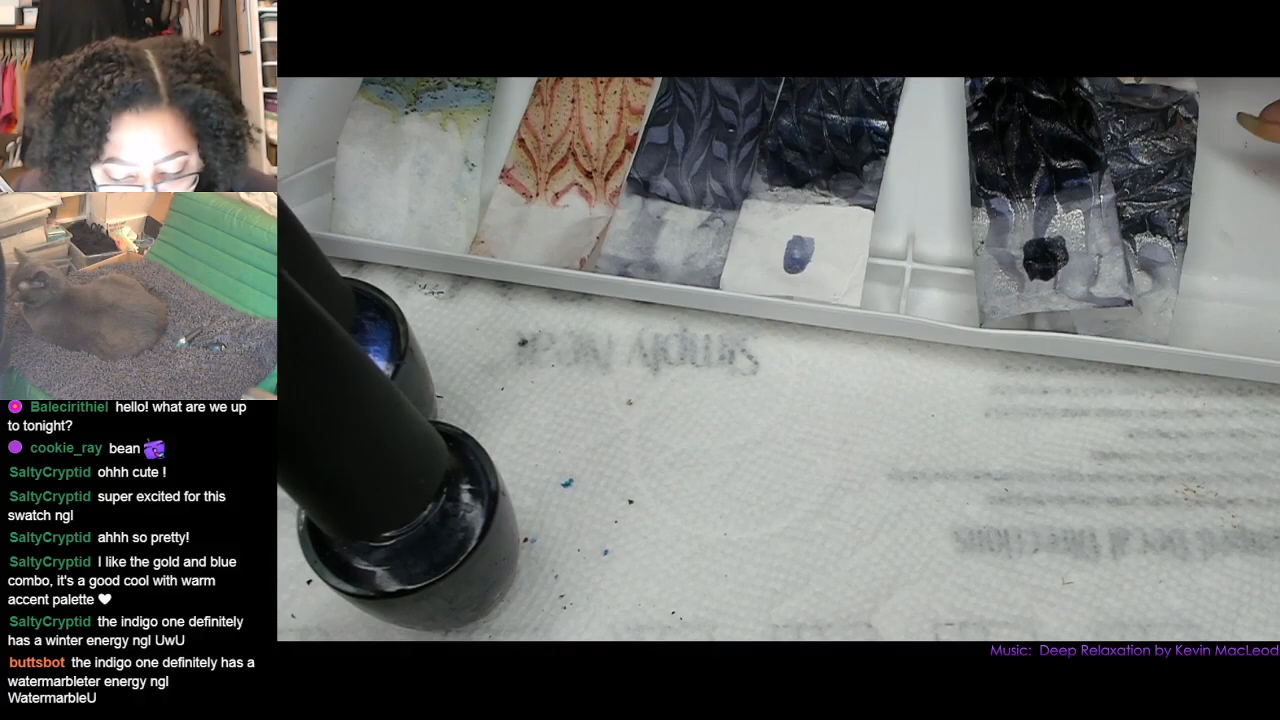 Balecirithiel hello! what are we up
to tonight?
cookie_ray bean
SaltyCryptid ohhh cute !
SaltyCryptid super excited for this
swatch ngl
SaltyCryptid ahhh so pretty!
SaltyCryptid I like the gold and blue
combo, it's a good cool with warm
accent palette
SaltyCryptid the indigo one definitely
has a winter energy ngl UwU
buttsbot the indigo one definitely has a
watermarbleter energy ngl
WatermarbleU
simply
Music: Deep Relaxation by Kevin MacLeod